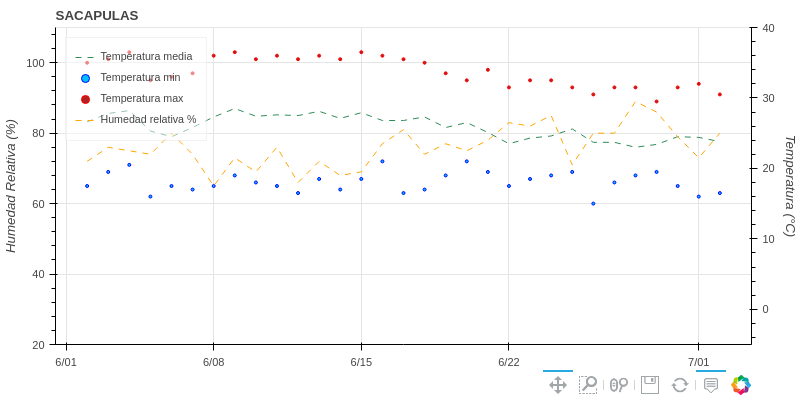 SACAPULAS
Temperatura media
Temperatura min
Temperatura max
Humedad relativa %
Humedad Relativa (%)
100
80
60
40
20
40
30
20
10
0
Temperatura (°C)
6/01
6/08
6/15
6/22
7/01